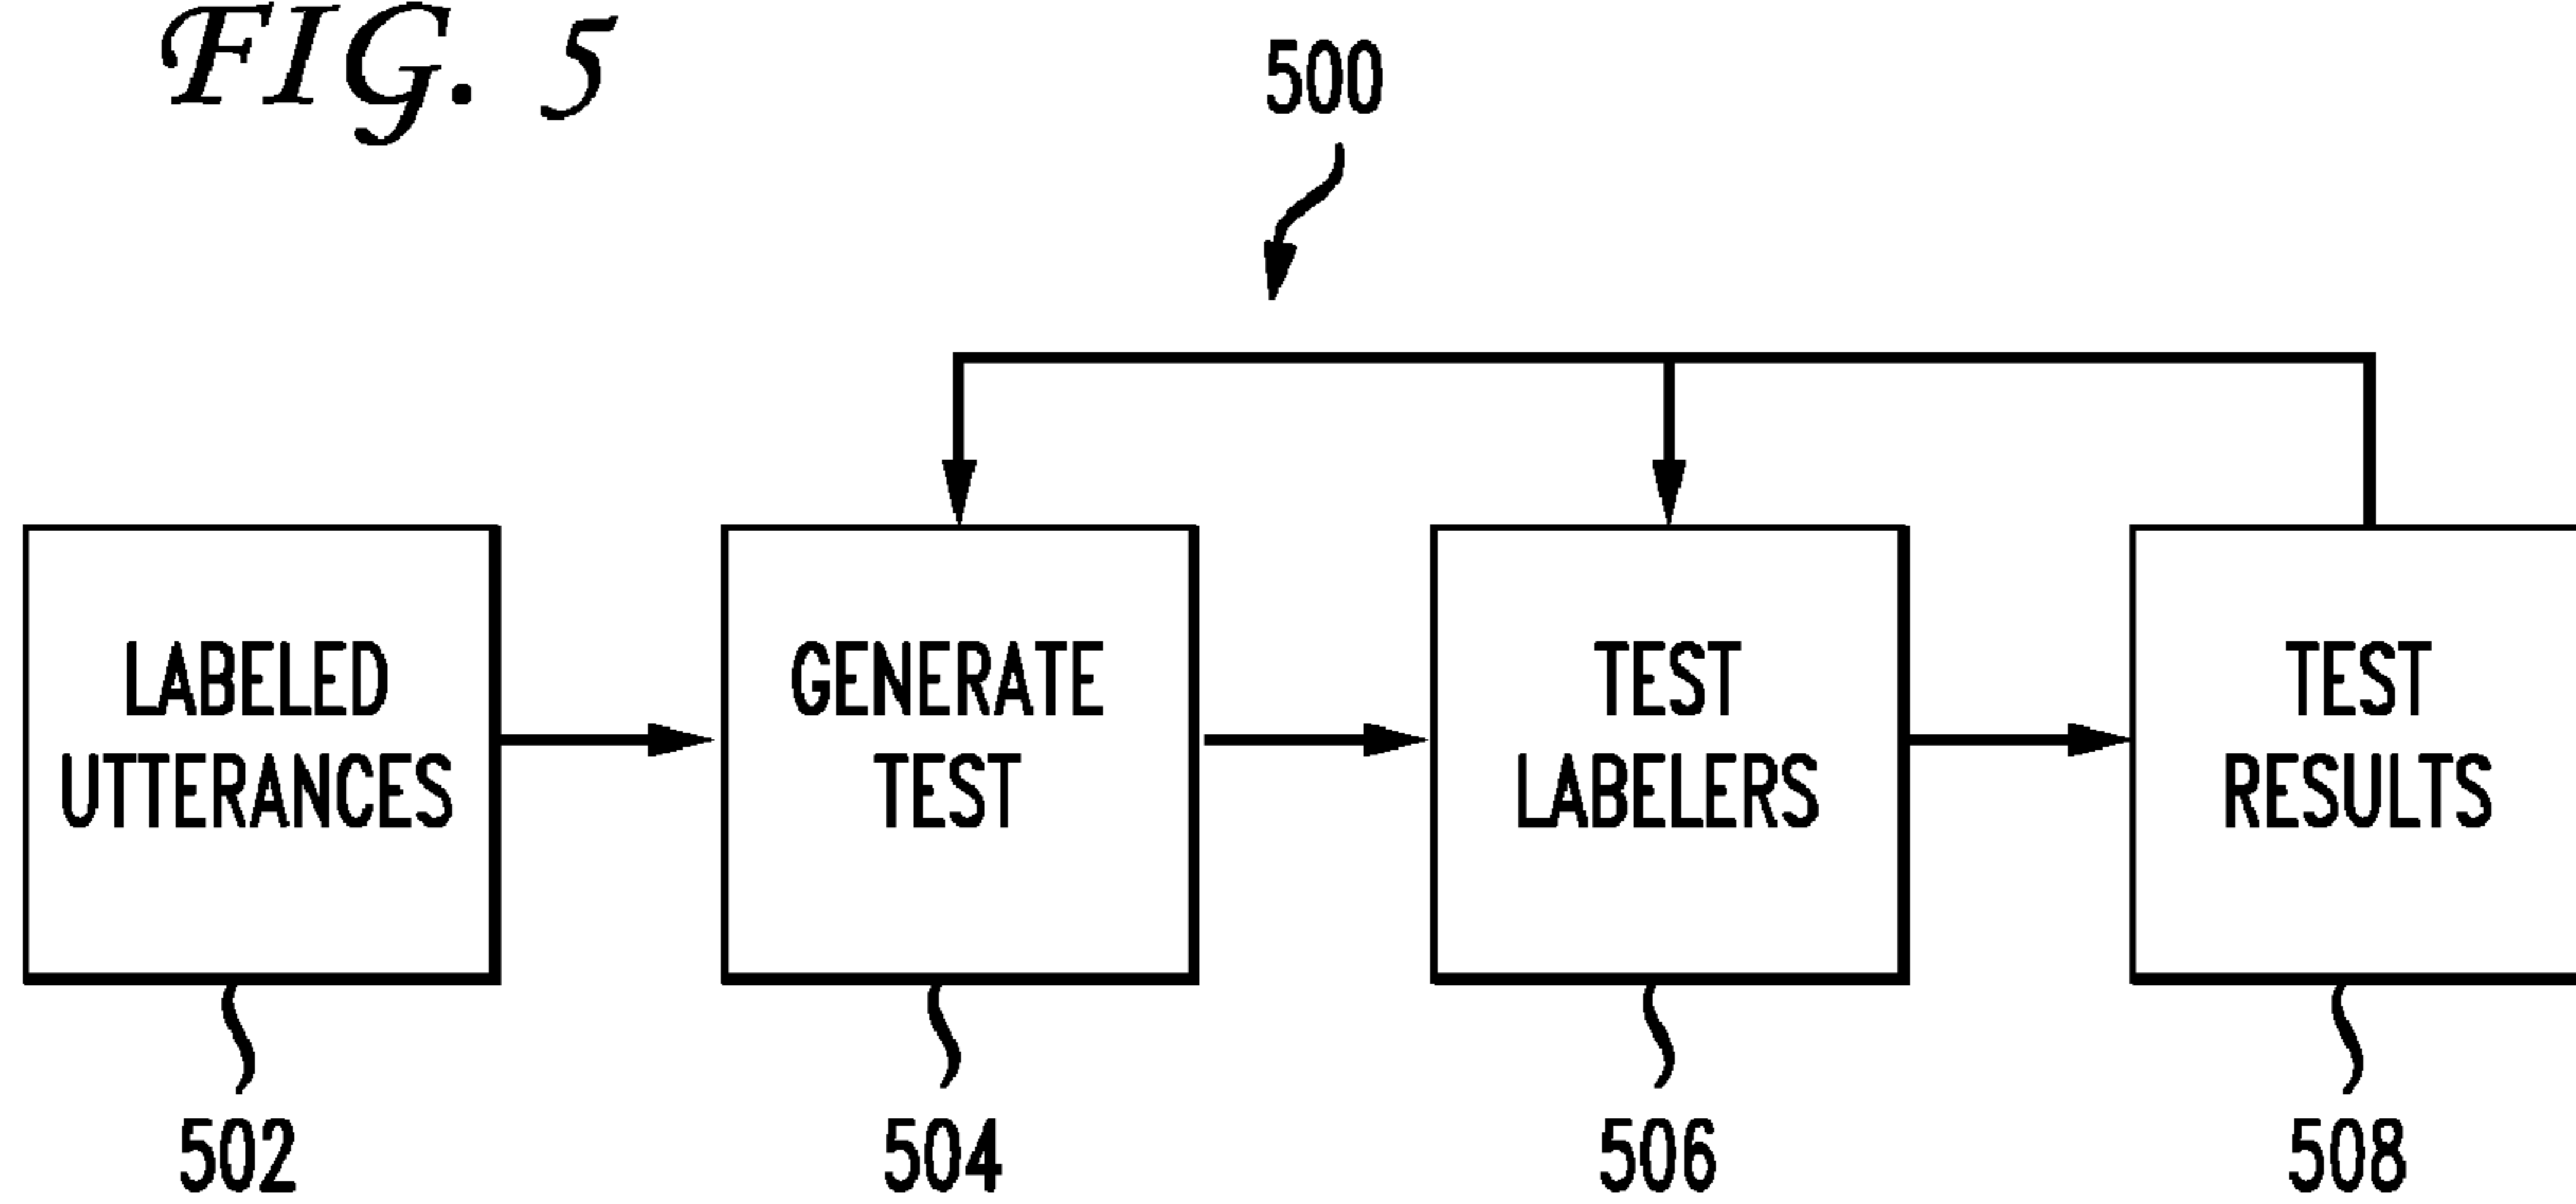 FIG. 5
500
LABELED
UTTERANCES
GENERATE
TEST
TEST
LABELERS
TEST
RESULTS
502
504
506
508